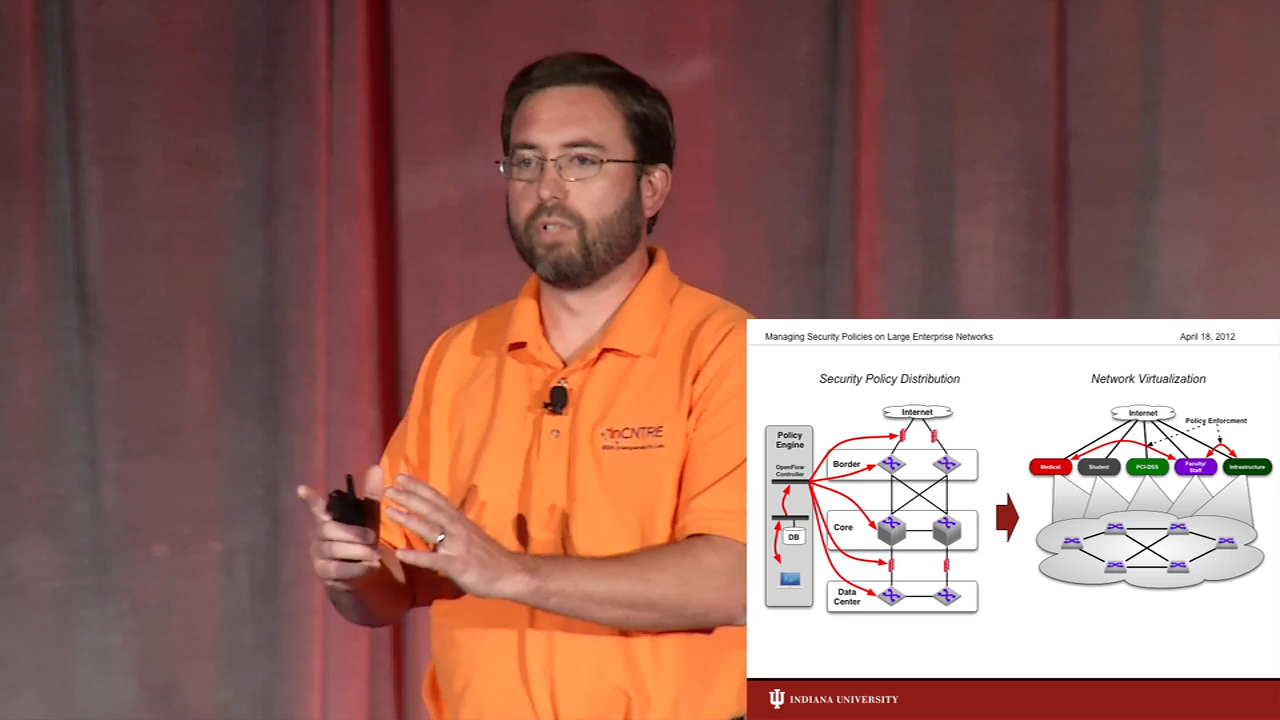 inCNTRE
Managing Security Policies on Large Enterprise Networks
April 18, 2012
Security Policy Distribution
Network Virtualization
Internet
Internet
Policy Enforcment
Policy
Engine
OpenFlow
Controller
Border
Medical
Student
PCI-DSS
Faculty/
Staff
Infrastructure
Core
DB
Data
Center
INDIANA UNIVERSITY